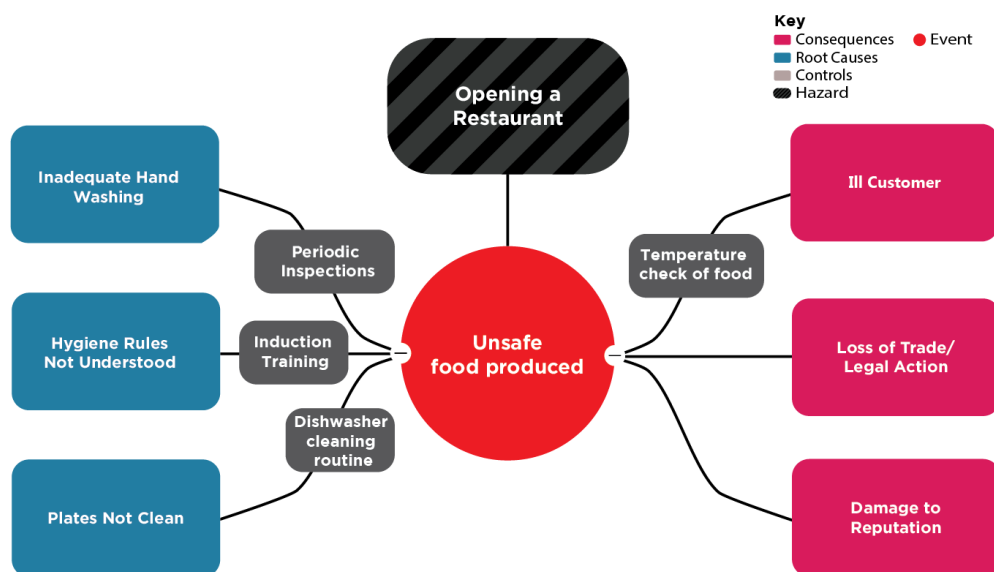 Key
Consequences
Event
Root Causes
Controls
Hazard
Opening a
Restaurant
Inadequate Hand
Washing
Ill Customer
Periodic
Inspections
Temperature
check of food
Hygiene Rules
Not Understood
Induction
Training
Unsafe
food produced
Loss of Trade/
Legal Action
Dishwasher
cleaning
routine
Plates Not Clean
Damage to
Reputation